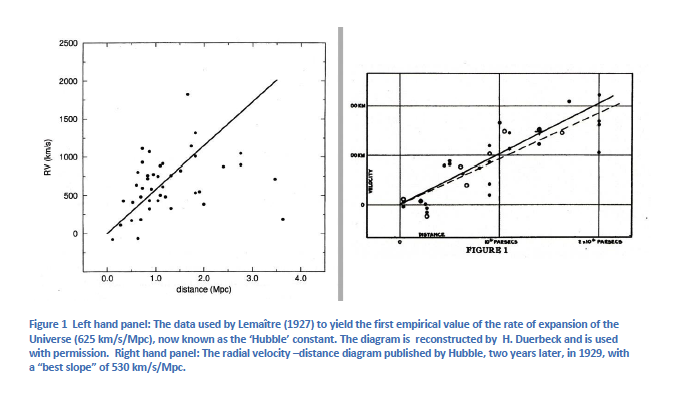 2500
2000
1500
1000
500
0
RV (km/s)
0.0 1.0 2.0 3.0 4.0
distance (Mpc)
VELOCITY
0
DISTANCE
0
PARSECS
PARSECS
FIGURE 1
Figure 1 Left hand panel: The data used by Lemaître (1927) to yield the first empirical value of the rate of expansion of the
Universe (625 km/s/Mpc), now known as the ‘Hubble’ constant. The diagram is reconstructed by H. Duerbeck and is used
with permission. Right hand panel: The radial velocity –distance diagram published by Hubble, two years later, in 1929, with
a “best slope” of 530 km/s/Mpc.